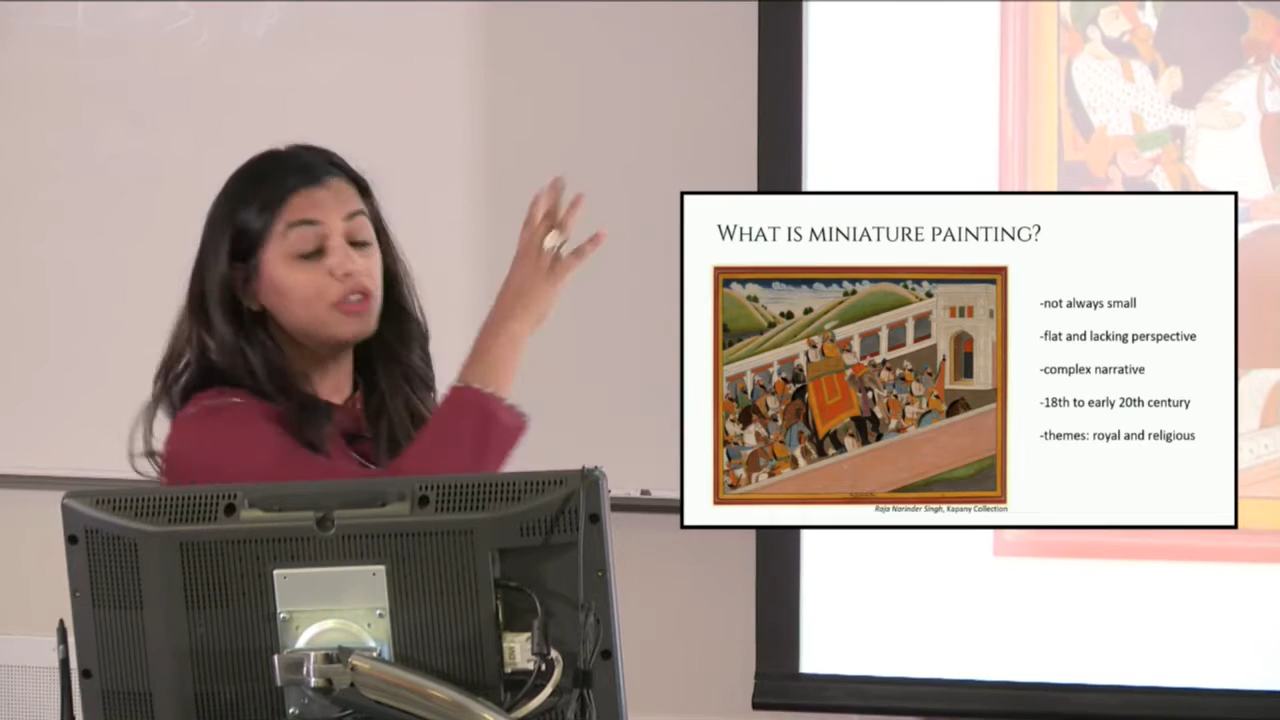 What is miniature painting?
-not always small
-flat and lacking perspective
-complex narrative
-18th to early 20th century
-themes: royal and religious
Raja Narinder Singh, Kapany Collection